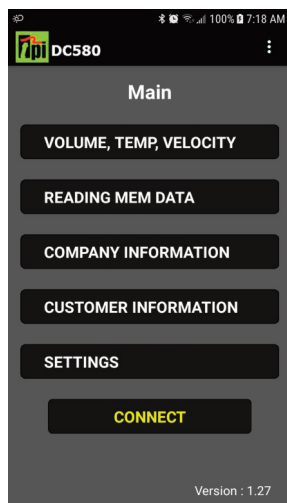 100% 7:18 AM
TPI DC580
Main
VOLUME, TEMP, VELOCITY
READING MEM DATA
COMPANY INFORMATION
CUSTOMER INFORMATION
SETTINGS
CONNECT
Version : 1.27